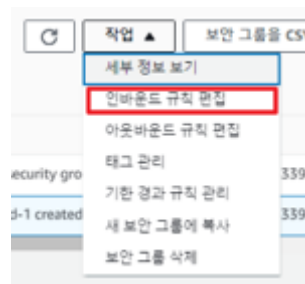 작업 ▲ 보안 그룹을 CSV
세부 정보 보기
인바운드 규칙 편집
아웃바운드 규칙 편집
태그 관리
ecurity gro
339
기한 경과 규칙 관리
새 보안 그룹에 복사
d-1 created
339
보안 그룹 삭제